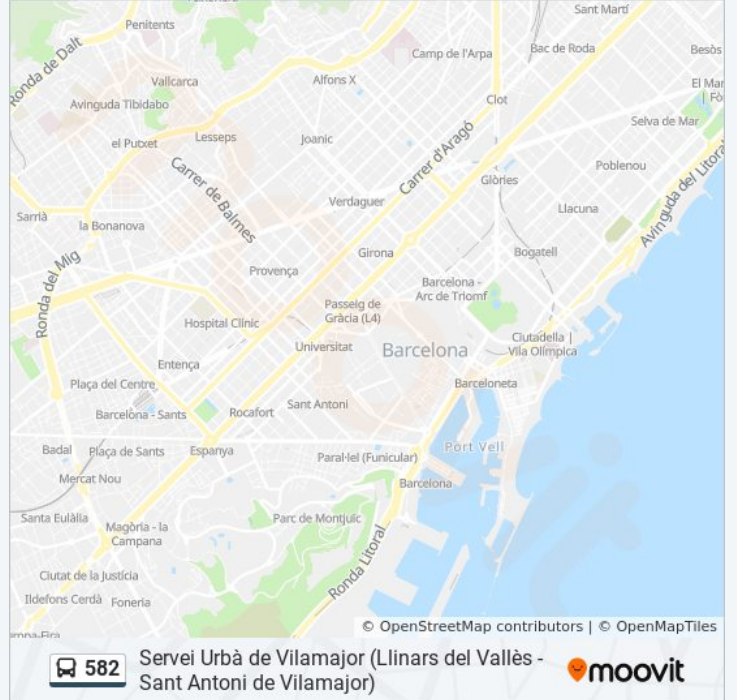 Sant Martí
Penitents
Camp de l'Arpa
Bac de Roda
Besòs
Ronda de Dalt
Vallcarca
Alfons X
El Mar
| Fò
Avinguda Tibidabo
Clot
Selva de Mar
el Putxet
Lesseps
Joanic
Carrer d'Aragó
Poblenou
Carrer de Balmes
Glòries
Avinguda del Litoral
Verdaguer
Llacuna
Sarrià
la Bonanova
Girona
Bogatell
Ronda del Mig
Provença
Barcelona -
Arc de Triomf
Passeig de
Gràcia (L4)
Hospital Clínic
Ciutadella |
Vila Olímpica
Universitat
Barcelona
Entença
Plaça del Centre
Barceloneta
Sant Antoni
Barcelona - Sants
Rocafort
Badal
Plaça de Sants
Espanya
Port Vell
Paral·lel (Funicular)
Mercat Nou
Barcelona
Santa Eulàlia
Magòria - la
Campana
Parc de Montjuïc
Ronda Litoral
Ciutat de la Justícia
Ildefons Cerdà
Foneria
© OpenStreetMap contributors | © OpenMapTiles
582
Servei Urbà de Vilamajor (Llinars del Vallès -
Sant Antoni de Vilamajor)
moovit